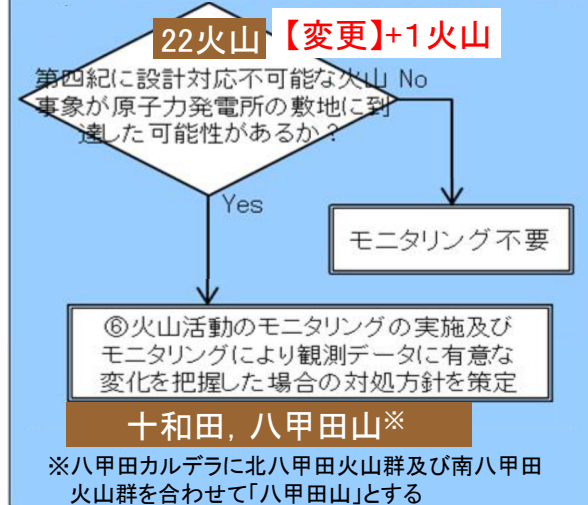 22火山 【変更】+1火山
第四紀に設計対応不可能な火山 No
事象が原子力発電所の敷地に到
達した可能性があるか?
Yes
モニタリング不要
⑥火山活動のモニタリングの実施及び
モニタリングにより観測データに有意な
変化を把握した場合の対処方針を策定
十和田，八甲田山※
※八甲田カルデラに北八甲田火山群及び南八甲田
火山群を合わせて「八甲田山」とする